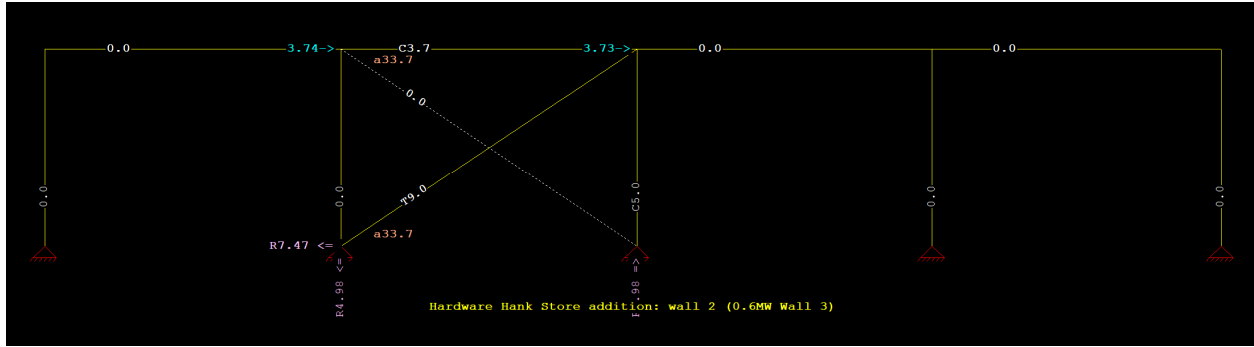 0.0
3.74->
C3.7
3.73->
0.0
0.0
a33.7
0.0
0.0
0.0
T9.0
C5.0
0.0
0.0
a33.7
R7.47 <=
R4.98 <=
.98 =>
Hardware Hank Store addition: wall 2 (0.6MW Wall 3)